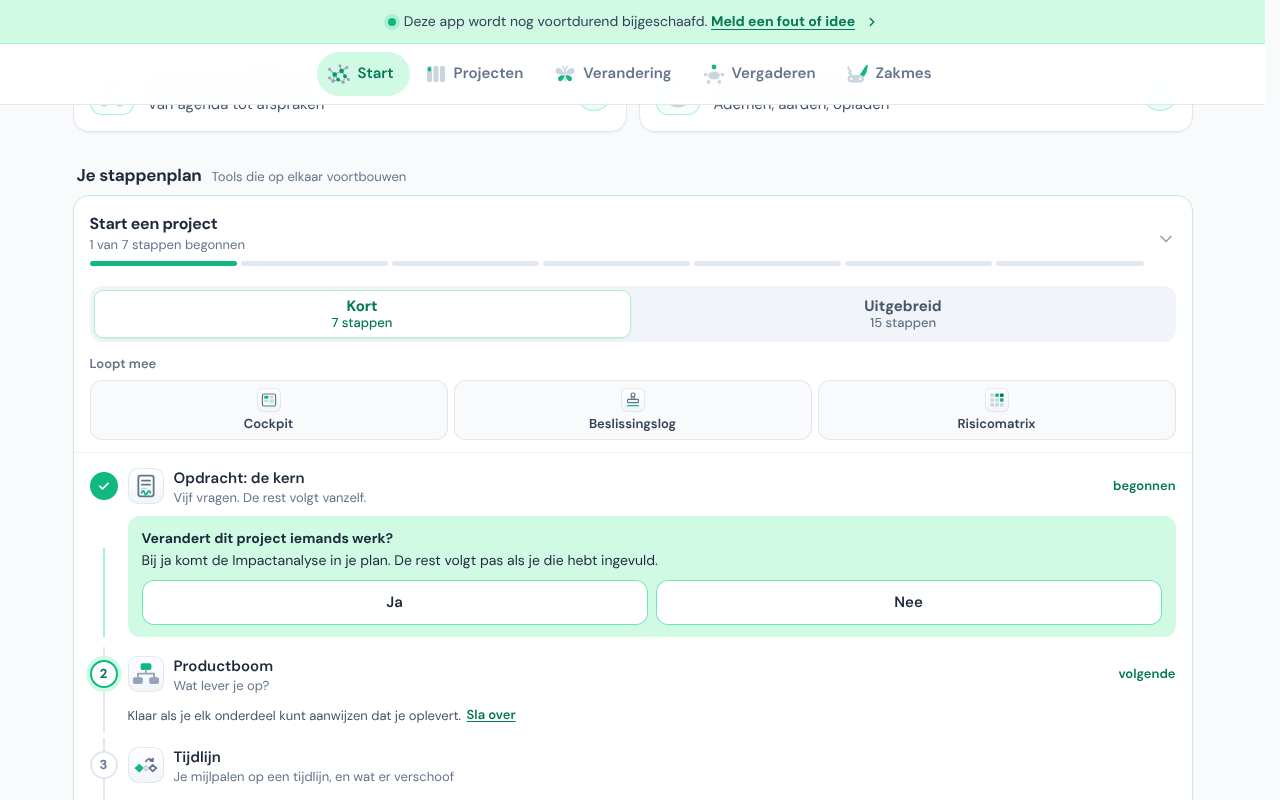 Deze app wordt nog voortdurend bijgeschaafd. Meld een fout of idee
Start
Projecten
Verandering
Vergaderen
Zakmes
Van agenda tot afspraken
Ademen, aarden, opladen
Je stappenplan Tools die op elkaar voortbouwen
Start een project
1 van 7 stappen begonnen
Kort
7 stappen
Uitgebreid
15 stappen
Loopt mee
Cockpit
Beslissingslog
Risicomatrix
Opdracht: de kern
Vijf vragen. De rest volgt vanzelf.
begonnen
Verandert dit project iemands werk?
Bij ja komt de Impactanalyse in je plan. De rest volgt pas als je die hebt ingevuld.
Ja
Nee
2
Productboom
Wat lever je op?
volgende
Klaar als je elk onderdeel kunt aanwijzen dat je oplevert. Sla over
3
Tijdlijn
Je mijlpalen op een tijdlijn, en wat er verschoof